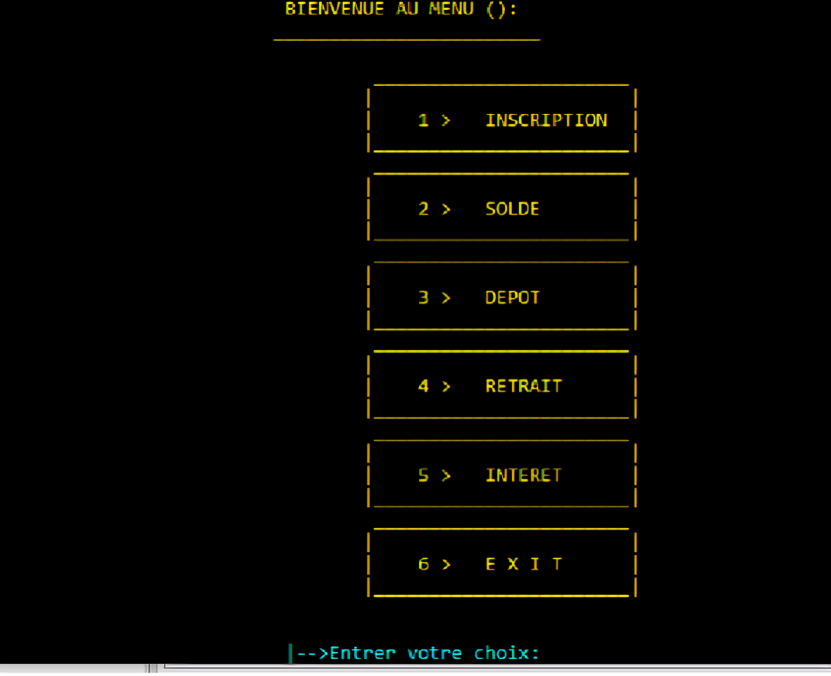 BIENVENUE AU MENU ():
1 > INSCRIPTION
2 > SOLDE
3 > DEPOT
4 > RETRAIT
5 > INTERET
6 > E X I T
|-->Entrer votre choix: